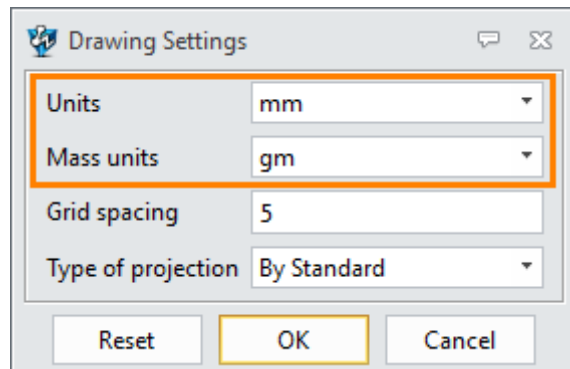 Drawing Settings
Units mm
Mass units gm
Grid spacing 5
Type of projection By Standard
Reset OK Cancel